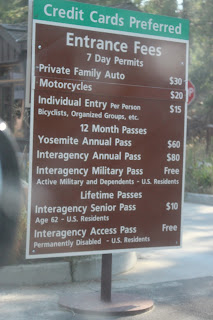 Credit Cards Preferred
Entrance Fees
7 Day Permits
Private Family Auto $30
Motorcycles $20
Individual Entry Per Person $15
Bicyclists, Organized Groups, etc.
12 Month Passes
Yosemite Annual Pass $60
Interagency Annual Pass $80
Interagency Military Pass Free
Active Military and Dependents - U.S. Residents
Lifetime Passes
Interagency Senior Pass $10
Age 62 - U.S. Residents
Interagency Access Pass Free
Permanently Disabled - U.S. Residents